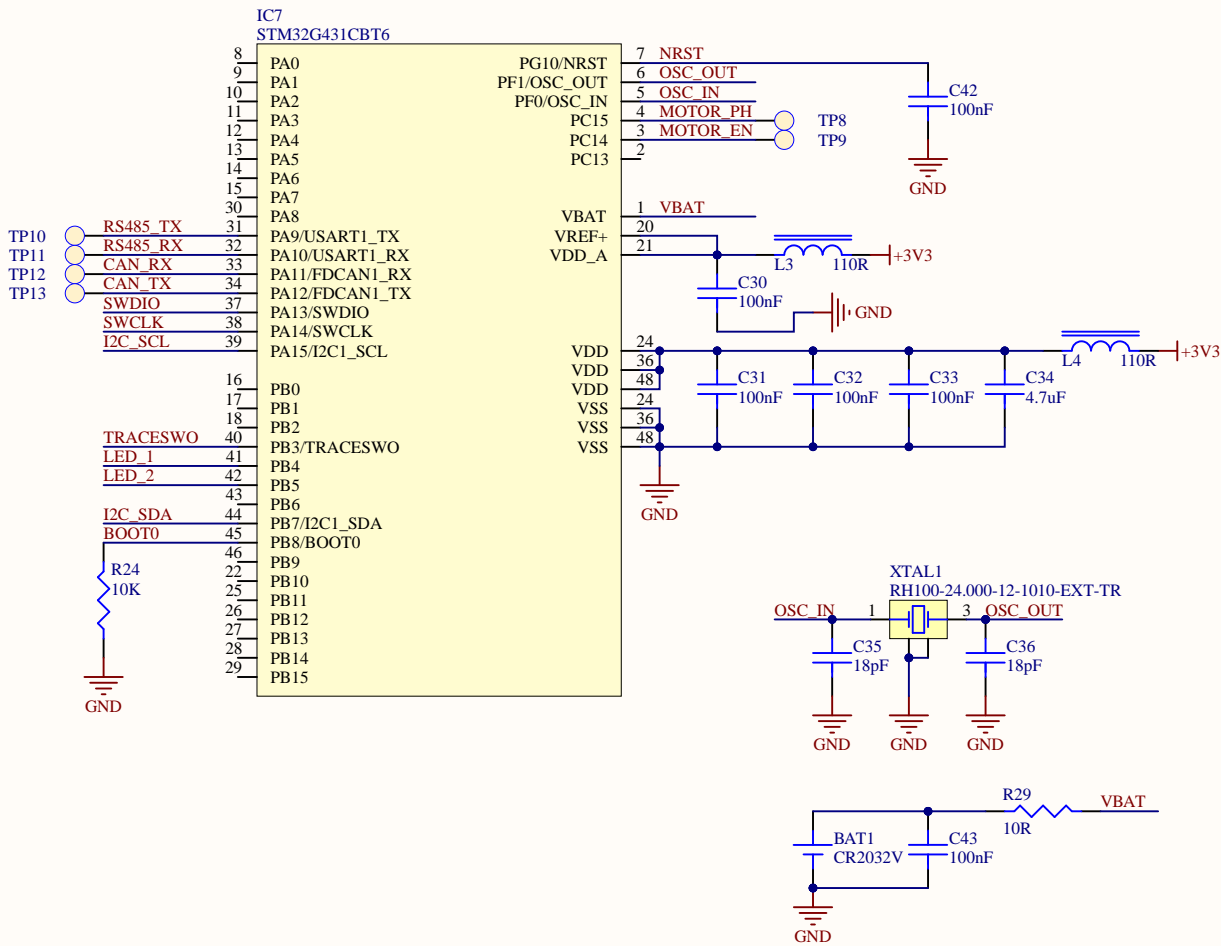 IC7
STM32G431CBT6
8 PA0
9 PA1
10 PA2
11 PA3
12 PA4
13 PA5
14 PA6
15 PA7
30 PA8
TP10 RS485_TX 31 PA9/USART1_TX
TP11 RS485_RX 32 PA10/USART1_RX
TP12 CAN_RX 33 PA11/FDCAN1_RX
TP13 CAN_TX 34 PA12/FDCAN1_TX
SWDIO 37 PA13/SWDIO
SWCLK 38 PA14/SWCLK
I2C_SCL 39 PA15/I2C1_SCL
16 PB0
17 PB1
18 PB2
TRACESWO 40 PB3/TRACESWO
LED_1 41 PB4
LED_2 42 PB5
43 PB6
I2C_SDA 44 PB7/I2C1_SDA
BOOT0 45 PB8/BOOT0
46 PB9
22 PB10
25 PB11
26 PB12
27 PB13
28 PB14
29 PB15
R24
10K
GND
PG10/NRST 7 NRST
PF1/OSC_OUT 6 OSC_OUT
PF0/OSC_IN 5 OSC_IN
PC15 4 MOTOR_PH TP8
PC14 3 MOTOR_EN TP9
PC13 2
C42
100nF
GND
VBAT 1 VBAT
VREF+ 20
VDD_A 21
L3 110R +3V3
C30
100nF
GND
VDD 24
VDD 36
VDD 48
VSS 24
VSS 36
VSS 48
L4 110R +3V3
C31
100nF
C32
100nF
C33
100nF
C34
4.7uF
GND
XTAL1
RH100-24.000-12-1010-EXT-TR
OSC_IN 1 3 OSC_OUT
C35
18pF
C36
18pF
GND GND GND
R29
10R
VBAT
BAT1
CR2032V
C43
100nF
GND